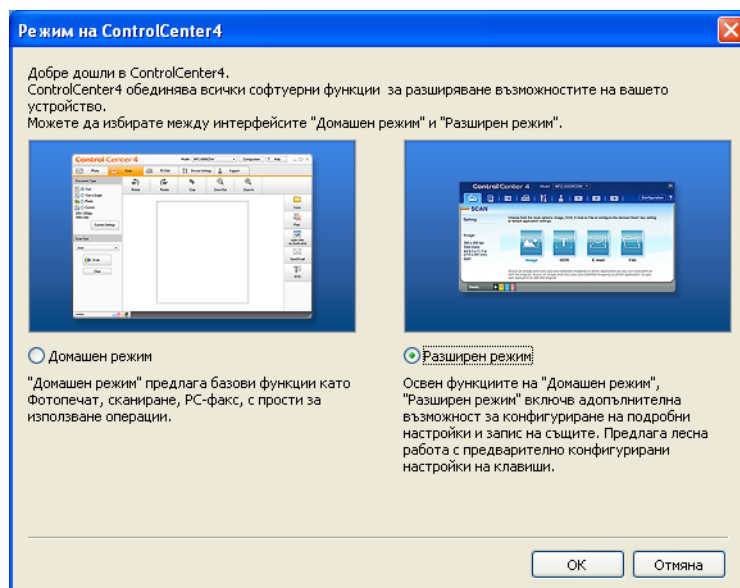 Режим на ControlCenter4
Добре дошли в ControlCenter4.
ControlCenter4 обединява всички софтуерни функции за разширяване възможностите на вашето
устройство.
Можете да избирате между интерфейсите "Домашен режим" и "Разширен режим".
Control Center 4
Control Center 4
SCAN
Image
OCR
E-mail
File
Домашен режим
"Домашен режим" предлага базови функции като
Фотопечат, сканиране, PC-факс, с прости за
използване операции.
Разширен режим
Освен функциите на "Домашен режим",
"Разширен режим" включв адопълнителна
възможност за конфигуриране на подробни
настройки и запис на същите. Предлага лесна
работа с предварително конфигурирани
настройки на клавиши.
ОК
Отмяна